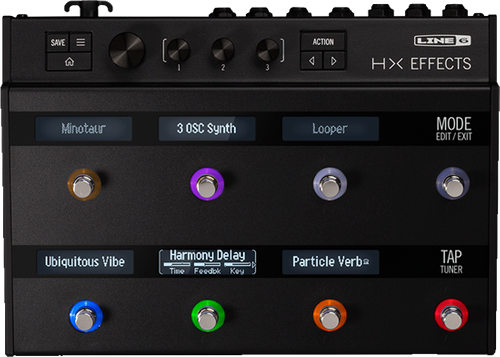 SAVE
ACTION
LINE 6
1
2
3
HX EFFECTS
Minotaur
3 OSC Synth
Looper
MODE
EDIT / EXIT
Ubiquitous Vibe
Harmony Delay
Time Feedbk Key
Particle Verb
TAP
TUNER